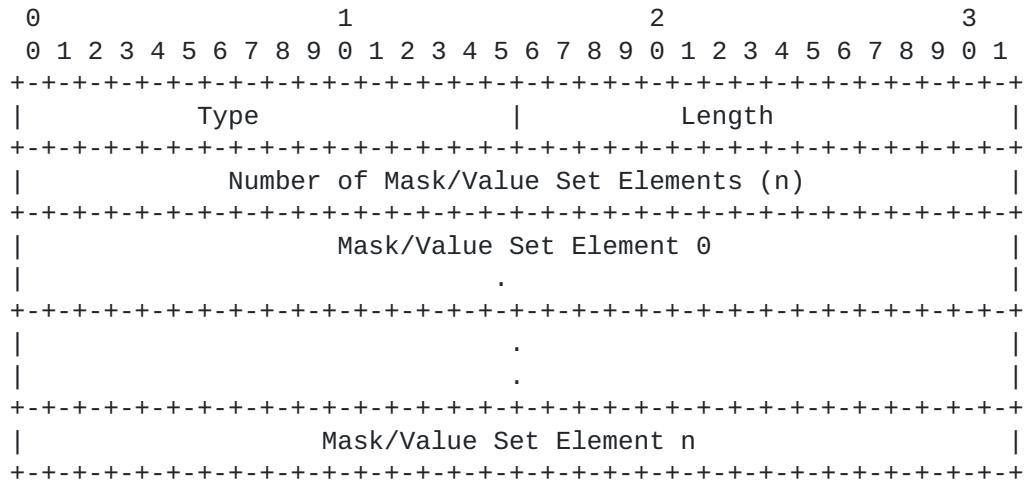 0                   1                   2                   3
 0 1 2 3 4 5 6 7 8 9 0 1 2 3 4 5 6 7 8 9 0 1 2 3 4 5 6 7 8 9 0 1
+-+-+-+-+-+-+-+-+-+-+-+-+-+-+-+-+-+-+-+-+-+-+-+-+-+-+-+-+-+-+-+-+
|           Type                |          Length               |
+-+-+-+-+-+-+-+-+-+-+-+-+-+-+-+-+-+-+-+-+-+-+-+-+-+-+-+-+-+-+-+-+
|             Number of Mask/Value Set Elements (n)             |
+-+-+-+-+-+-+-+-+-+-+-+-+-+-+-+-+-+-+-+-+-+-+-+-+-+-+-+-+-+-+-+-+
|                    Mask/Value Set Element 0                   |
|                              .                                |
+-+-+-+-+-+-+-+-+-+-+-+-+-+-+-+-+-+-+-+-+-+-+-+-+-+-+-+-+-+-+-+-+
|                               .                               |
|                               .                               |
+-+-+-+-+-+-+-+-+-+-+-+-+-+-+-+-+-+-+-+-+-+-+-+-+-+-+-+-+-+-+-+-+
|                   Mask/Value Set Element n                    |
+-+-+-+-+-+-+-+-+-+-+-+-+-+-+-+-+-+-+-+-+-+-+-+-+-+-+-+-+-+-+-+-+